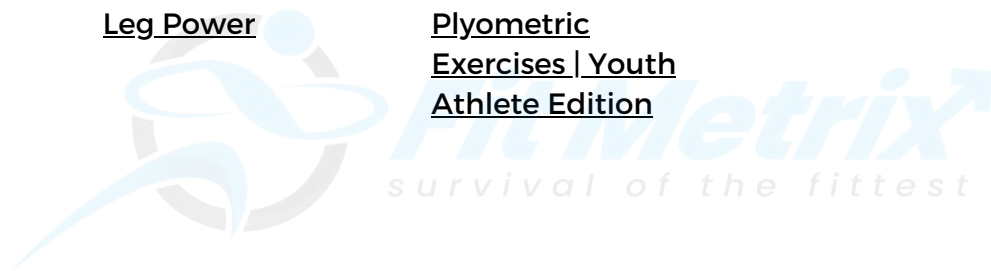 Leg Power
Plyometric
Exercises | Youth
Athlete Edition
FitMetrix
survival of the fittest